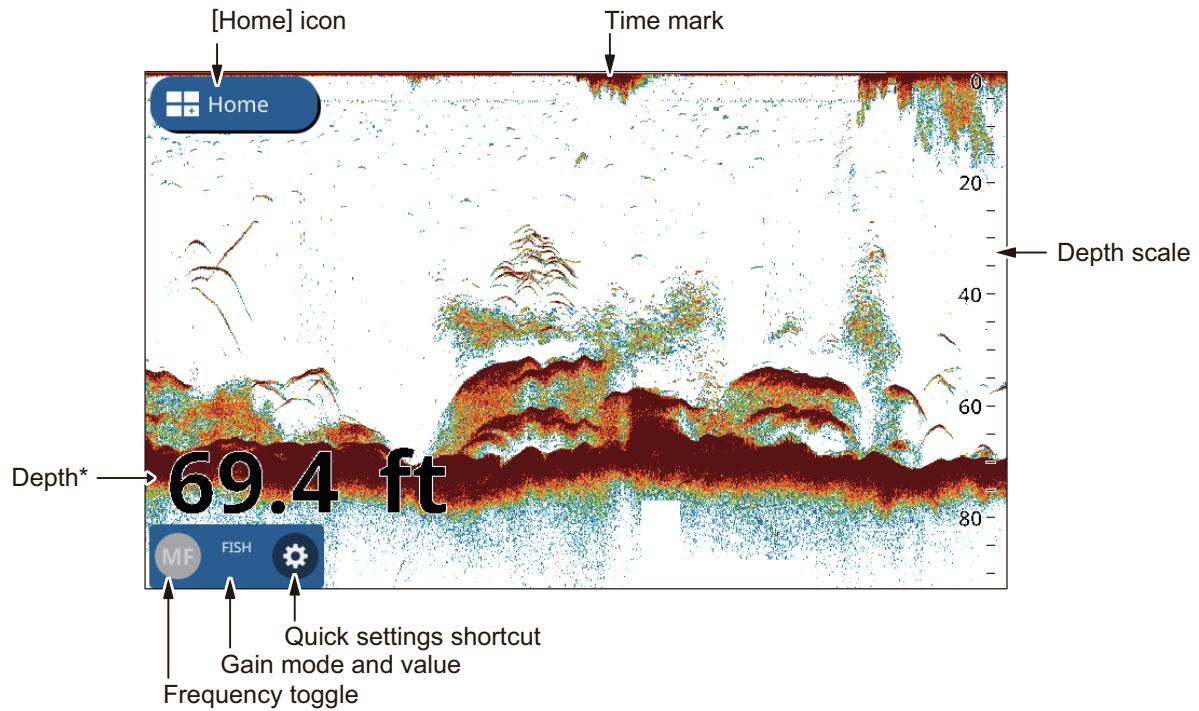 [Home] icon
Time mark
Home
0
20
Depth scale
40
60
Depth*
69.4 ft
80
MF
FISH
Quick settings shortcut
Gain mode and value
Frequency toggle